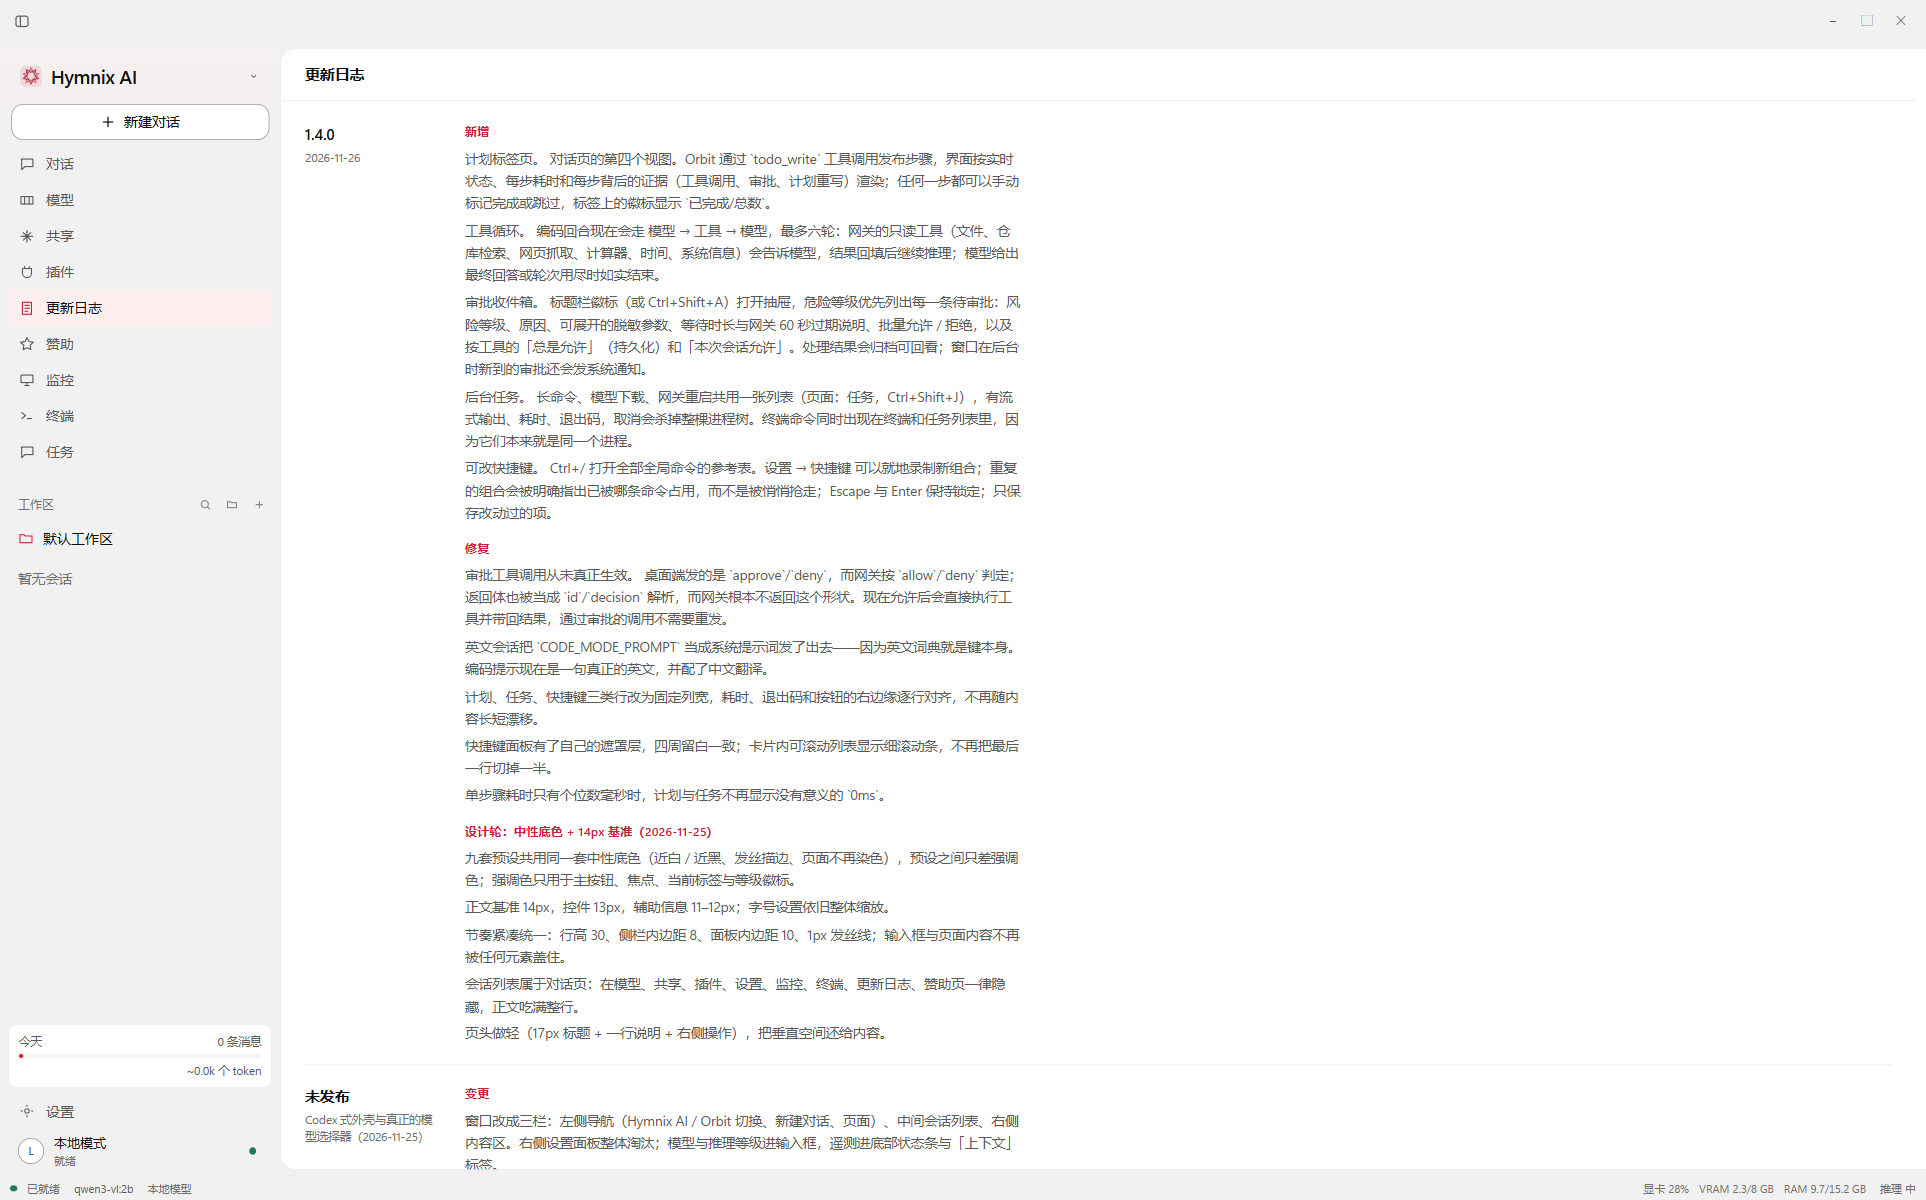 Hymnix AI
新建对话
对话
模型
共享
插件
更新日志
赞助
监控
终端
任务
工作区
默认工作区
暂无会话
今天
0 条消息
~0.0k 个 token
设置
L
本地模式
就绪
更新日志
1.4.0
2026-11-26
新增
计划标签页。 对话页的第四个视图。Orbit 通过 `todo_write` 工具调用发布步骤，界面按实时
状态、每步耗时和每步背后的证据（工具调用、审批、计划重写）渲染；任何一步都可以手动
标记完成或跳过，标签上的徽标显示 `已完成/总数`。
工具循环。 编码回合现在会走 模型 → 工具 → 模型，最多六轮：网关的只读工具（文件、仓
库检索、网页抓取、计算器、时间、系统信息）会告诉模型，结果回填后继续推理；模型给出
最终回答或轮次用尽时如实结束。
审批收件箱。 标题栏徽标（或 Ctrl+Shift+A）打开抽屉，危险等级优先列出每一条待审批：风
险等级、原因、可展开的脱敏参数、等待时长与网关 60 秒过期说明、批量允许 / 拒绝，以及
按工具的「总是允许」（持久化）和「本次会话允许」。处理结果会归档可回看；窗口在后台
时新到的审批还会发系统通知。
后台任务。 长命令、模型下载、网关重启共用一张列表（页面：任务，Ctrl+Shift+J），有流
式输出、耗时、退出码，取消会杀掉整棵进程树。终端命令同时出现在终端和任务列表里，因
为它们本来就是同一个进程。
可改快捷键。 Ctrl+/ 打开全部全局命令的参考表。设置 → 快捷键 可以就地录制新组合；重复
的组合会被明确指出已被哪条命令占用，而不是被悄悄抢走；Escape 与 Enter 保持锁定；只保
存改动过的项。
修复
审批工具调用从未真正生效。 桌面端发的是 `approve`/`deny`，而网关按 `allow`/`deny` 判定；
返回体也被当成 `id`/`decision` 解析，而网关根本不返回这个形状。现在允许后会直接执行工
具并带回结果，通过审批的调用不需要重发。
英文会话把 `CODE_MODE_PROMPT` 当成系统提示词发了出去——因为英文词典就是键本身。
编码提示现在是一句真正的英文，并配了中文翻译。
计划、任务、快捷键三类行改为固定列宽，耗时、退出码和按钮的右边缘逐行对齐，不再随内
容长短漂移。
快捷键面板有了自己的遮罩层，四周留白一致；卡片内可滚动列表显示细滚动条，不再把最后
一行切掉一半。
单步骤耗时只有个位数毫秒时，计划与任务不再显示没有意义的 `0ms`。
设计轮：中性底色 + 14px 基准（2026-11-25）
九套预设共用同一套中性底色（近白 / 近黑、发丝描边、页面不再染色），预设之间只差强调
色；强调色只用于主按钮、焦点、当前标签与等级徽标。
正文基准 14px，控件 13px，辅助信息 11–12px；字号设置依旧整体缩放。
节奏紧凑统一：行高 30、侧栏内边距 8、面板内边距 10、1px 发丝线；输入框与页面内容不再
被任何元素盖住。
会话列表属于对话页：在模型、共享、插件、设置、监控、终端、更新日志、赞助页一律隐
藏，正文吃满整行。
页头做轻（17px 标题 + 一行说明 + 右侧操作），把垂直空间还给内容。
未发布
Codex 式外壳与真正的模
型选择器（2026-11-25）
变更
窗口改成三栏：左侧导航（Hymnix AI / Orbit 切换、新建对话、页面）、中间会话列表、右侧
内容区。右侧设置面板整体淘汰；模型与推理等级进输入框，遥测进底部状态条与「上下文」
标签。
已就绪 qwen3-vl:2b 本地模型
显卡 28% VRAM 2.3/8 GB RAM 9.7/15.2 GB 推理 中